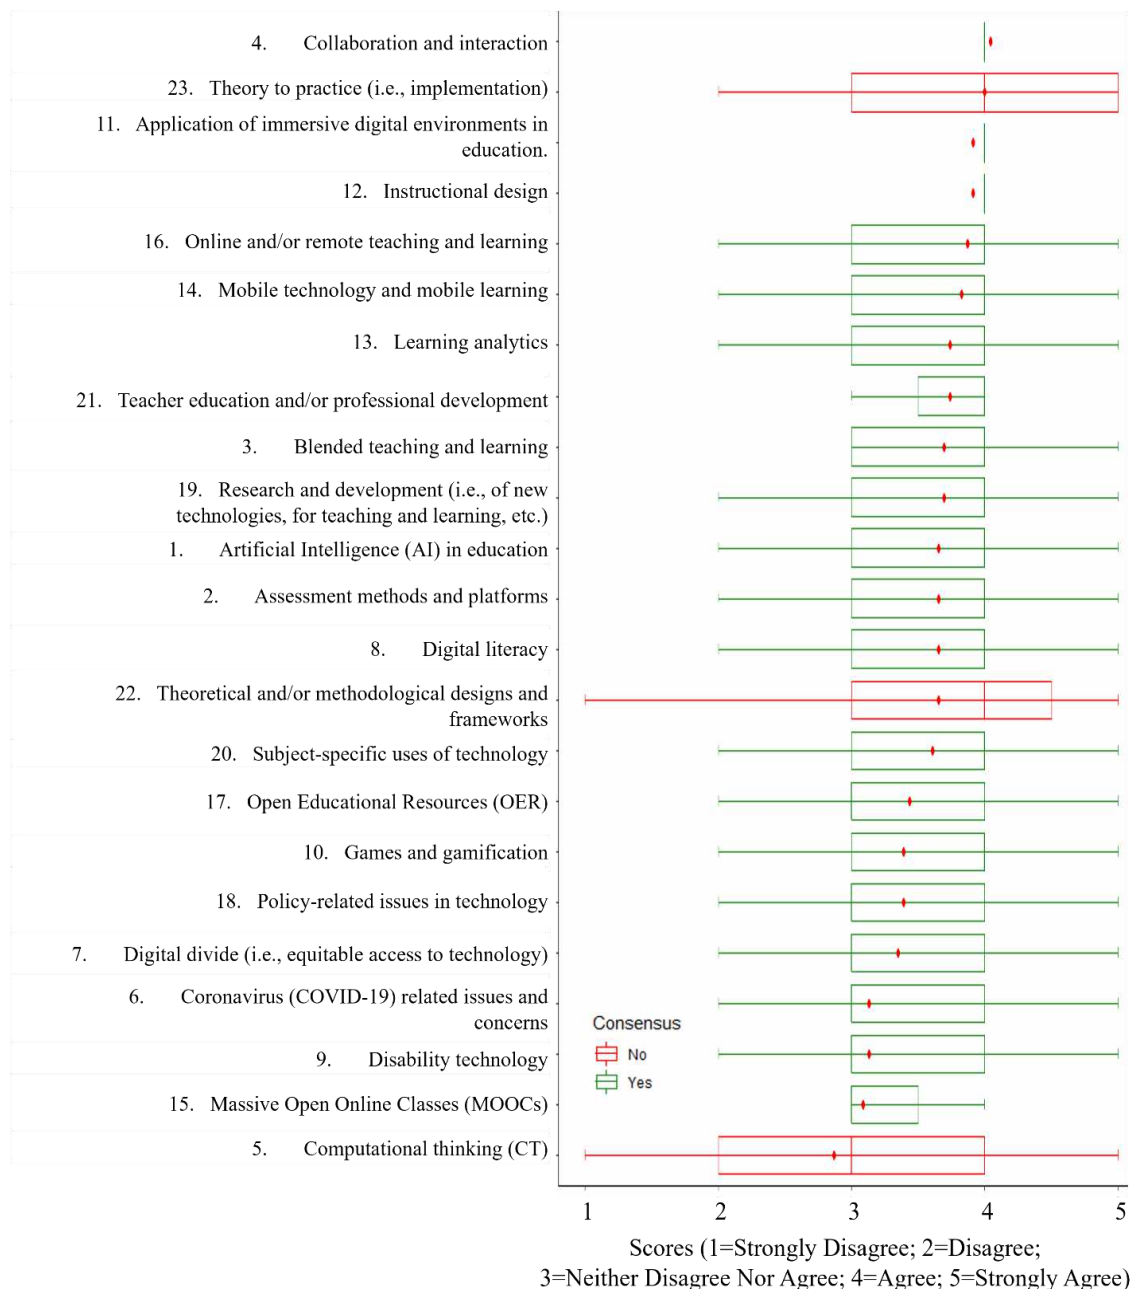 4. Collaboration and interaction
23. Theory to practice (i.e., implementation)
11. Application of immersive digital environments in
education.
12. Instructional design
16. Online and/or remote teaching and learning
14. Mobile technology and mobile learning
13. Learning analytics
21. Teacher education and/or professional development
3. Blended teaching and learning
19. Research and development (i.e., of new
technologies, for teaching and learning, etc.)
1. Artificial Intelligence (AI) in education
2. Assessment methods and platforms
8. Digital literacy
22. Theoretical and/or methodological designs and
frameworks
20. Subject-specific uses of technology
17. Open Educational Resources (OER)
10. Games and gamification
18. Policy-related issues in technology
7. Digital divide (i.e., equitable access to technology)
6. Coronavirus (COVID-19) related issues and
concerns
9. Disability technology
15. Massive Open Online Classes (MOOCs)
5. Computational thinking (CT)
Consensus
No
Yes
1 2 3 4 5
Scores (1=Strongly Disagree; 2=Disagree;
3=Neither Disagree Nor Agree; 4=Agree; 5=Strongly Agree)